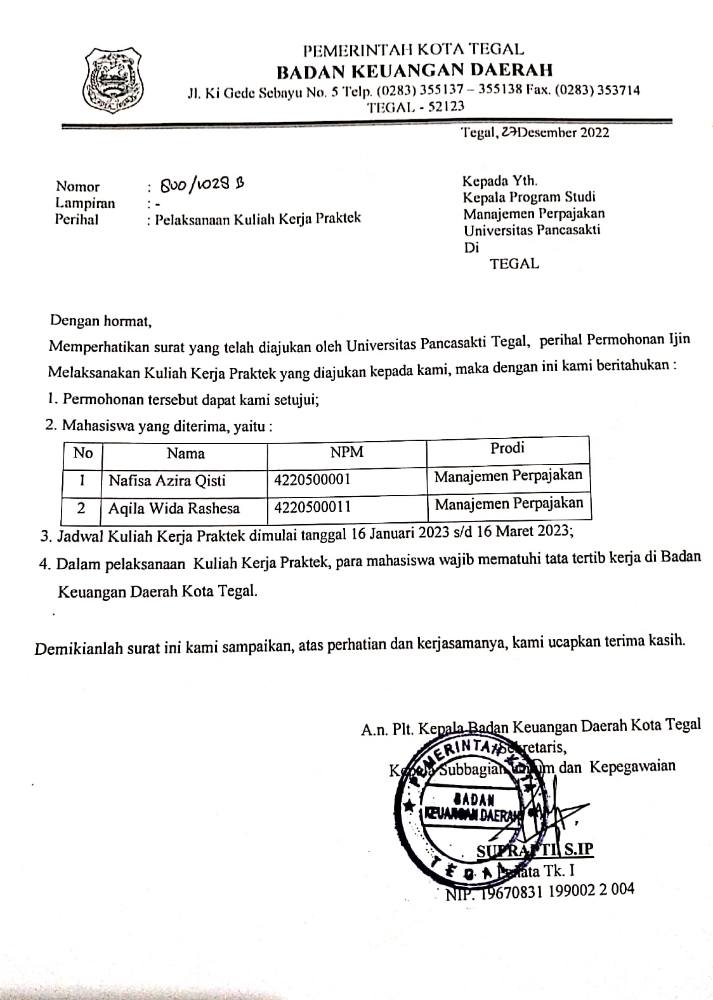 PEMERINTAH KOTA TEGAL
BADAN KEUANGAN DAERAH
Jl. Ki Gede Sebayu No. 5 Telp. (0283) 355137 – 355138 Fax. (0283) 353714
TEGAL - 52123
Tegal, 27 Desember 2022
Nomor : 800/1028 B
Lampiran : -
Perihal : Pelaksanaan Kuliah Kerja Praktek
Kepada Yth.
Kepala Program Studi
Manajemen Perpajakan
Universitas Pancasakti
Di
TEGAL
Dengan hormat,
Memperhatikan surat yang telah diajukan oleh Universitas Pancasakti Tegal, perihal Permohonan Ijin
Melaksanakan Kuliah Kerja Praktek yang diajukan kepada kami, maka dengan ini kami beritahukan :
1. Permohonan tersebut dapat kami setujui;
2. Mahasiswa yang diterima, yaitu :
No Nama NPM Prodi
1 Nafisa Azira Qisti 4220500001 Manajemen Perpajakan
2 Aqila Wida Rashesa 4220500011 Manajemen Perpajakan
3. Jadwal Kuliah Kerja Praktek dimulai tanggal 16 Januari 2023 s/d 16 Maret 2023;
4. Dalam pelaksanaan Kuliah Kerja Praktek, para mahasiswa wajib mematuhi tata tertib kerja di Badan
Keuangan Daerah Kota Tegal.
Demikianlah surat ini kami sampaikan, atas perhatian dan kerjasamanya, kami ucapkan terima kasih.
A.n. Plt. Kepala Badan Keuangan Daerah Kota Tegal
Sekretaris,
Kepala Subbagian Umum dan Kepegawaian
PEMERINTAH KOTA
BADAN
KEUANGAN DAERAH
TEGAL
SUPRAPTI, S.IP
Penata Tk. I
NIP. 19670831 199002 2 004